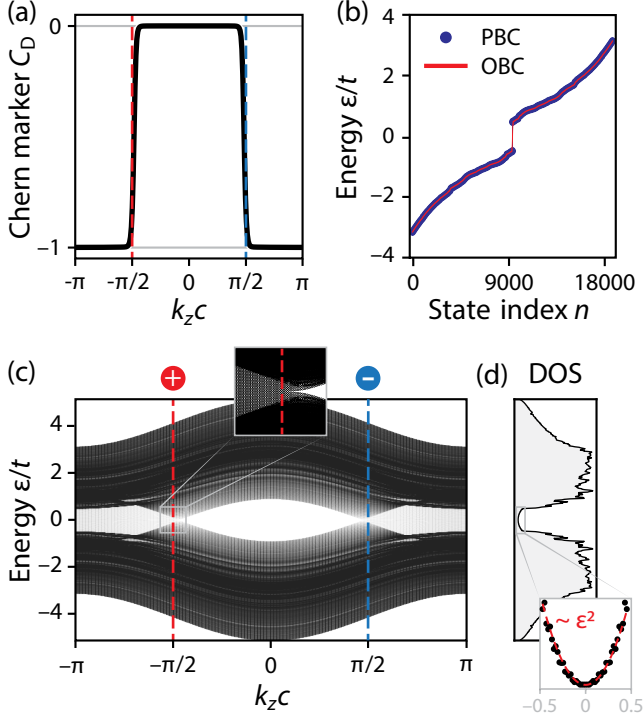 (a)
Chern marker C_D
0
−1
-π
-π/2
0
π/2
π
k_z c
(b)
Energy ε/t
4
2
0
−2
−4
PBC
OBC
0
9000
18000
State index n
(c)
+
-
Energy ε/t
4
2
0
−2
−4
−π
−π/2
0
π/2
π
k_z c
(d) DOS
~ ε²
−0.5
0
0.5